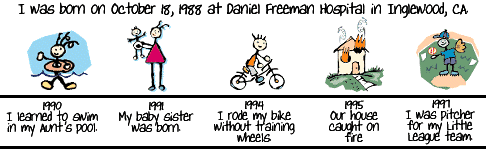 I was born on October 18, 1988 at Daniel Freeman Hospital in Inglewood, CA
1990
I learned to swim
in my Aunt's pool.
1991
My baby sister
was born.
1994
I rode my bike
without training
wheels
1995
Our house
caught on
fire
1997
I was pitcher
for my Little
League team.